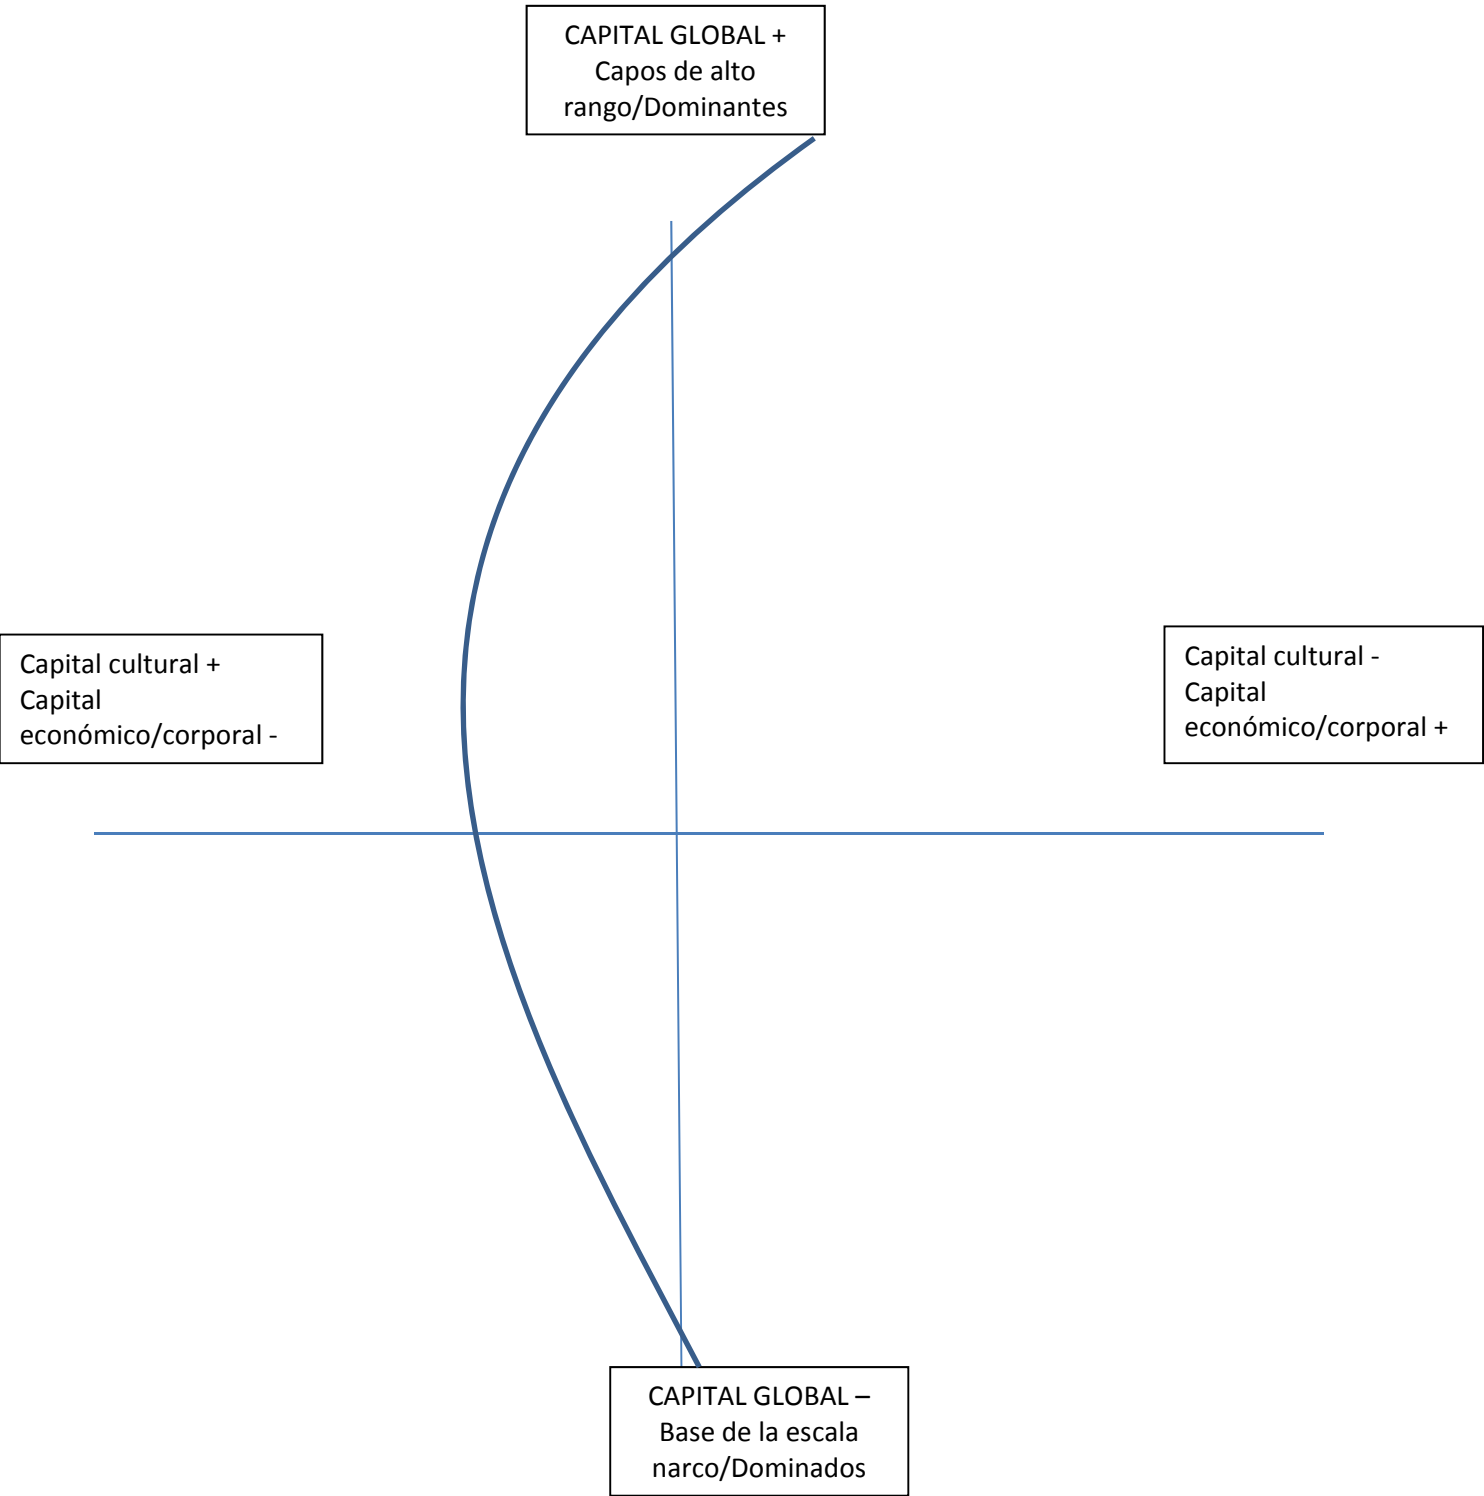 CAPITAL GLOBAL +
Capos de alto
rango/Dominantes
Capital cultural +
Capital
económico/corporal -
Capital cultural -
Capital
económico/corporal +
CAPITAL GLOBAL –
Base de la escala
narco/Dominados